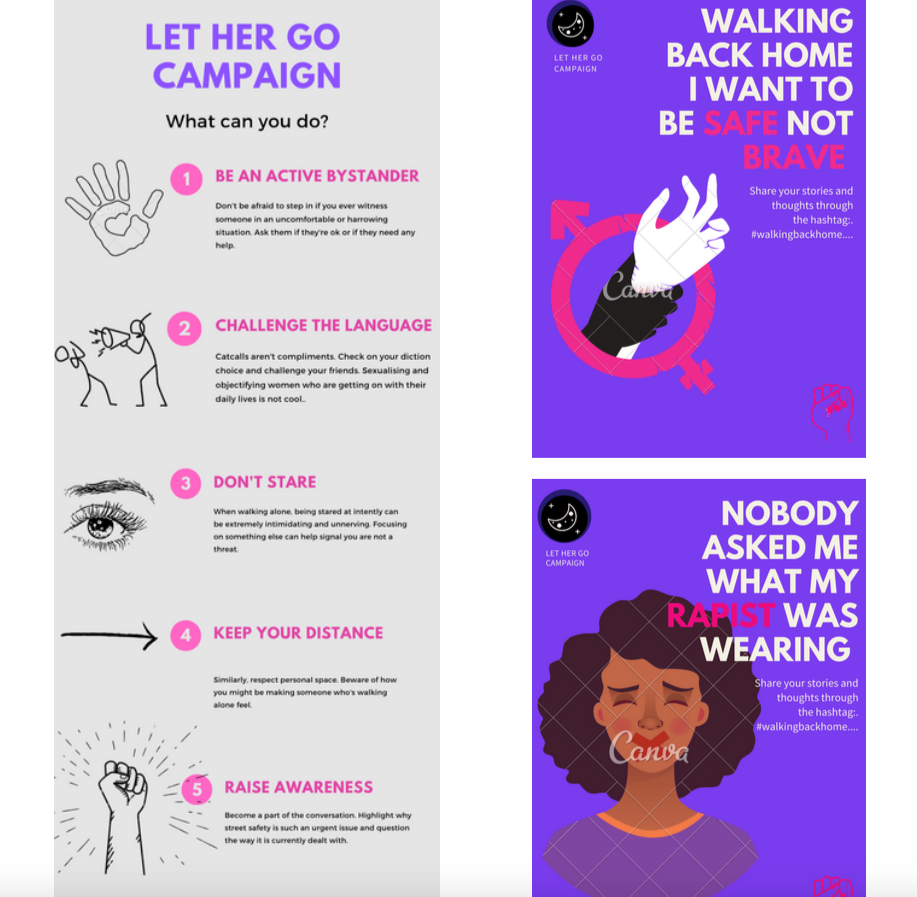 LET HER GO
CAMPAIGN
What can you do?
1
BE AN ACTIVE BYSTANDER
Don't be afraid to step in if you ever witness
someone in an uncomfortable or harrowing
situation. Ask them if they're ok or if they need any
help.
2
CHALLENGE THE LANGUAGE
Catcalls aren't compliments. Check on your diction
choice and challenge your friends. Sexualising and
objectifying women who are getting on with their
daily lives is not cool..
3
DON'T STARE
When walking alone, being stared at intently can
be extremely intimidating and unnerving. Focusing
on something else can help signal you are not a
threat.
4
KEEP YOUR DISTANCE
Similarly, respect personal space. Beware of how
you might be making someone who's walking
alone feel.
5
RAISE AWARENESS
Become a part of the conversation. Highlight why
street safety is such an urgent issue and question
the way it is currently dealt with.
LET HER GO
CAMPAIGN
WALKING
BACK HOME
I WANT TO
BE SAFE NOT
BRAVE
Share your stories and
thoughts through
the hashtag:.
#walkingbackhome....
Canva
LET HER GO
CAMPAIGN
NOBODY
ASKED ME
WHAT MY
RAPIST WAS
WEARING
Share your stories and
thoughts through
the hashtag:.
#walkingbackhome....
Canva